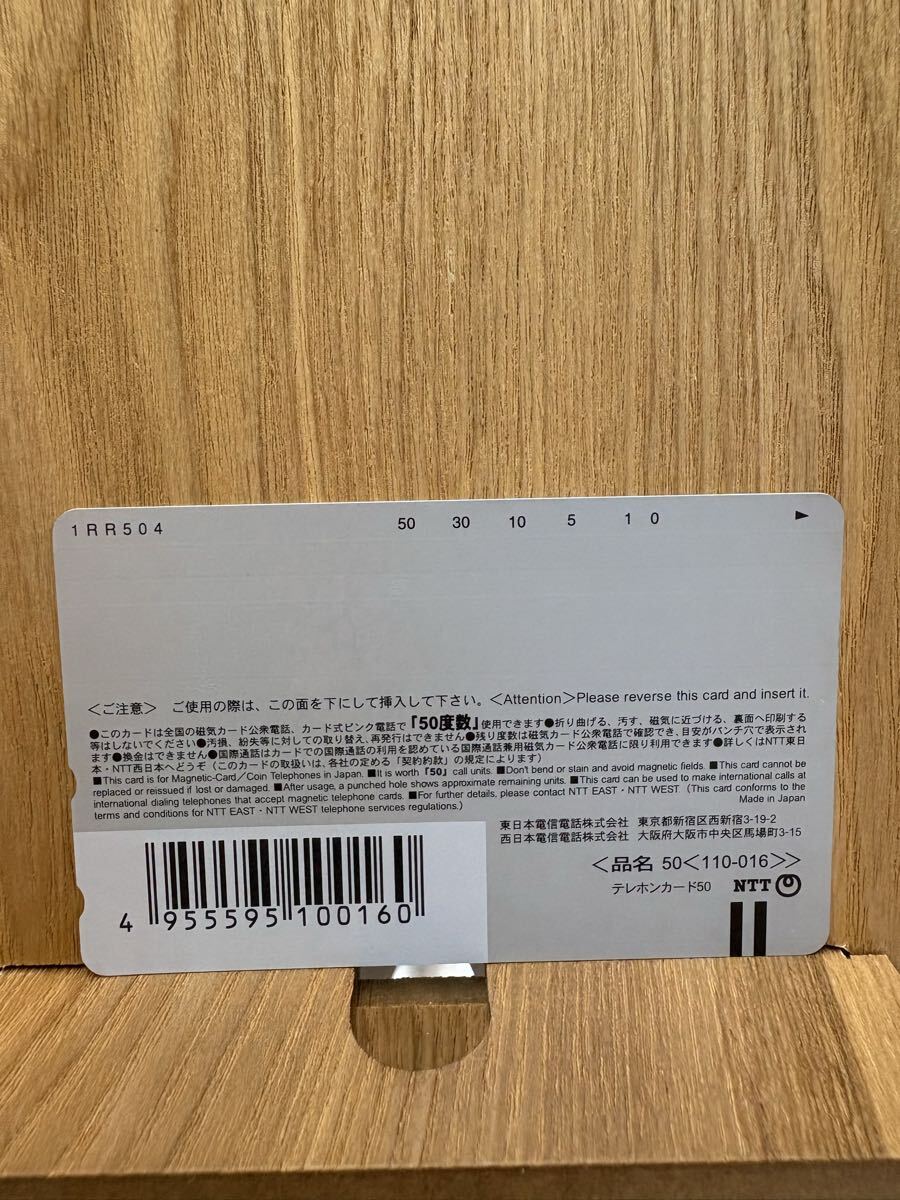 1RR504 50 30 10 5 1 0
<ご注意> ご使用の際は、この面を下にして挿入して下さい。<Attention>Please reverse this card and insert it.
●このカードは全国の磁気カード公衆電話、カード式ピンク電話で「50度数」使用できます●折り曲げる、汚す、磁気に近づける、裏面へ印刷する
等はしないでください●汚損、紛失等に対しての取り替え、再発行はできません●残り度数は磁気カード公衆電話で確認でき、目安がパンチ穴で表示され
ます●換金はできません●国際通話はカードでの国際通話の利用を認めている国際通話兼用磁気カード公衆電話に限り利用できます●詳しくはNTT東日
本・NTT西日本へどうぞ（このカードの取扱いは、各社の定める「契約約款」の規定によります）
■This card is for Magnetic-Card／Coin Telephones in Japan. ■It is worth「50」call units. ■Don't bend or stain and avoid magnetic fields. ■This card cannot be
replaced or reissued if lost or damaged. ■After usage, a punched hole shows approximate remaining units. ■This card can be used to make international calls at
international dialing telephones that accept magnetic telephone cards. ■For further details, please contact NTT EAST・NTT WEST (This card conforms to the
terms and conditions for NTT EAST・NTT WEST telephone services regulations.)
Made in Japan
東日本電信電話株式会社 東京都新宿区西新宿3-19-2
西日本電信電話株式会社 大阪府大阪市中央区馬場町3-15
<品名 50<110-016>>
テレホンカード50 NTT
4 955595 100160